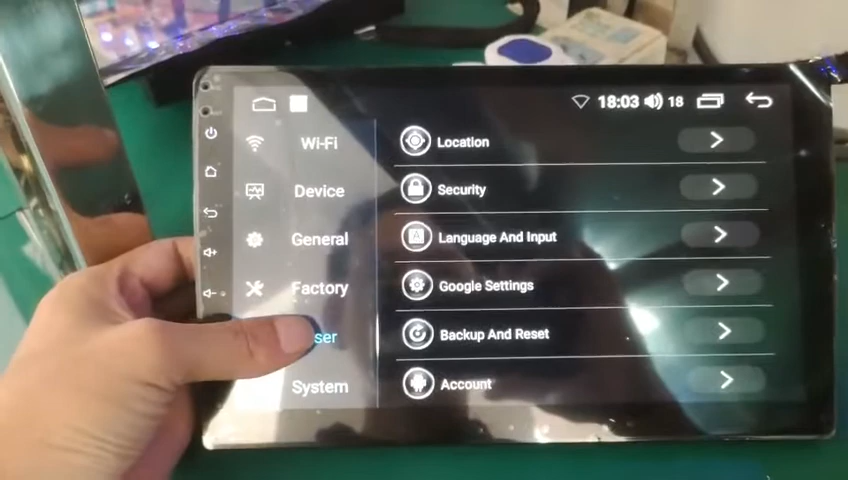 18:03 18
Wi-Fi
Device
General
Factory
ser
System
Location
Security
Language And Input
Google Settings
Backup And Reset
Account